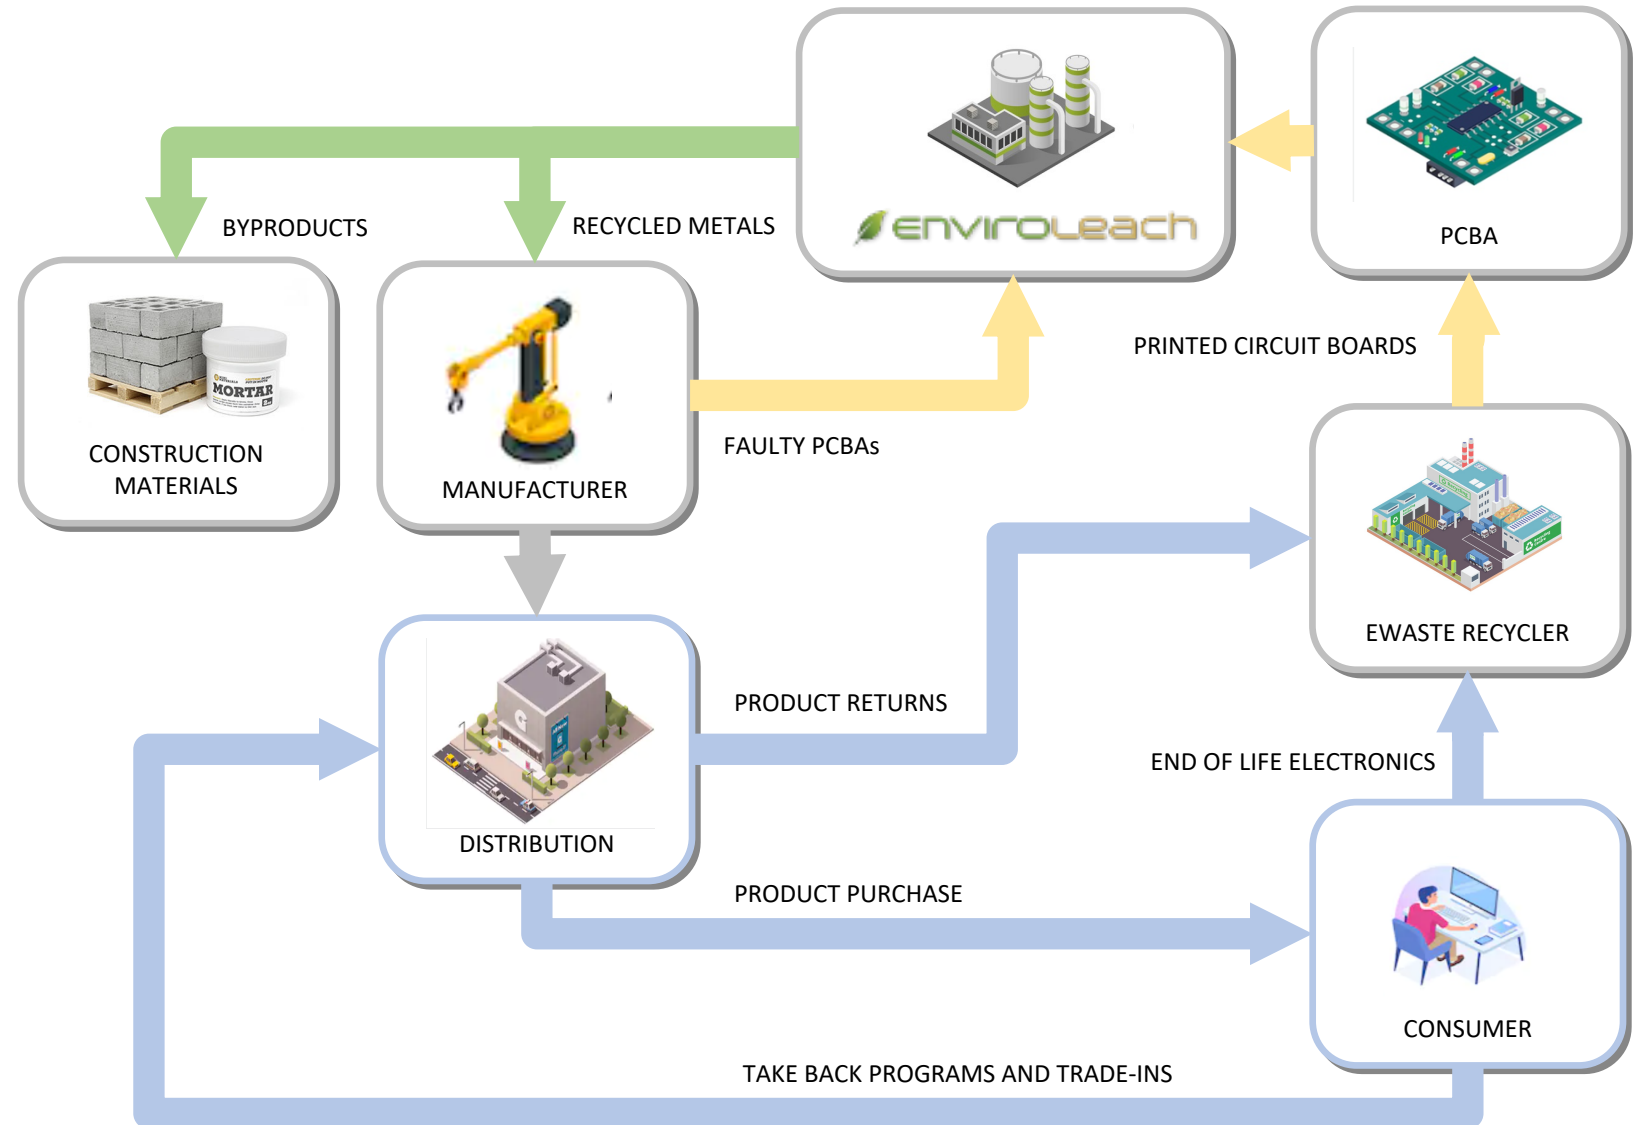 ENVIROLEACH
PCBA
BYPRODUCTS
RECYCLED METALS
MORTAR
CONSTRUCTION
MATERIALS
MANUFACTURER
FAULTY PCBAs
PRINTED CIRCUIT BOARDS
EWASTE RECYCLER
PRODUCT RETURNS
END OF LIFE ELECTRONICS
DISTRIBUTION
PRODUCT PURCHASE
CONSUMER
TAKE BACK PROGRAMS AND TRADE-INS